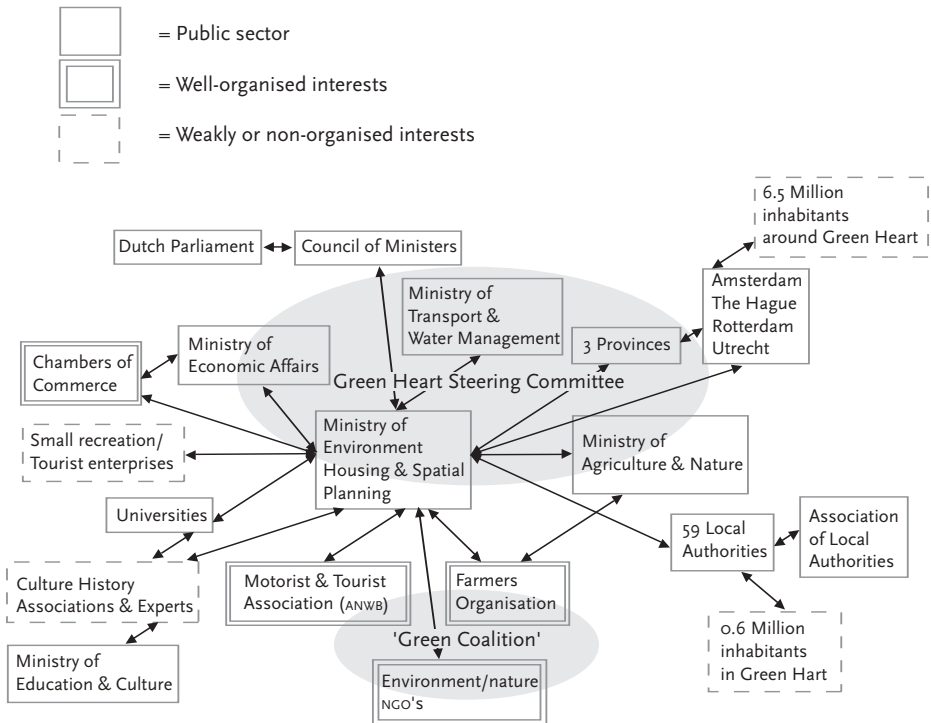 = Public sector
= Well-organised interests
= Weakly or non-organised interests
6.5 Million
inhabitants
around Green Heart
Dutch Parliament
Council of Ministers
Amsterdam
The Hague
Rotterdam
Utrecht
Ministry of
Transport &
Water Management
3 Provinces
Ministry of
Economic Affairs
Chambers of
Commerce
Green Heart Steering Committee
Ministry of
Environment
Housing & Spatial
Planning
Small recreation/
Tourist enterprises
Ministry of
Agriculture & Nature
Universities
59 Local
Authorities
Association
of Local
Authorities
Culture History
Associations & Experts
Motorist & Tourist
Association (ANWB)
Farmers
Organisation
0.6 Million
inhabitants
in Green Hart
'Green Coalition'
Ministry of
Education & Culture
Environment/nature
NGO's